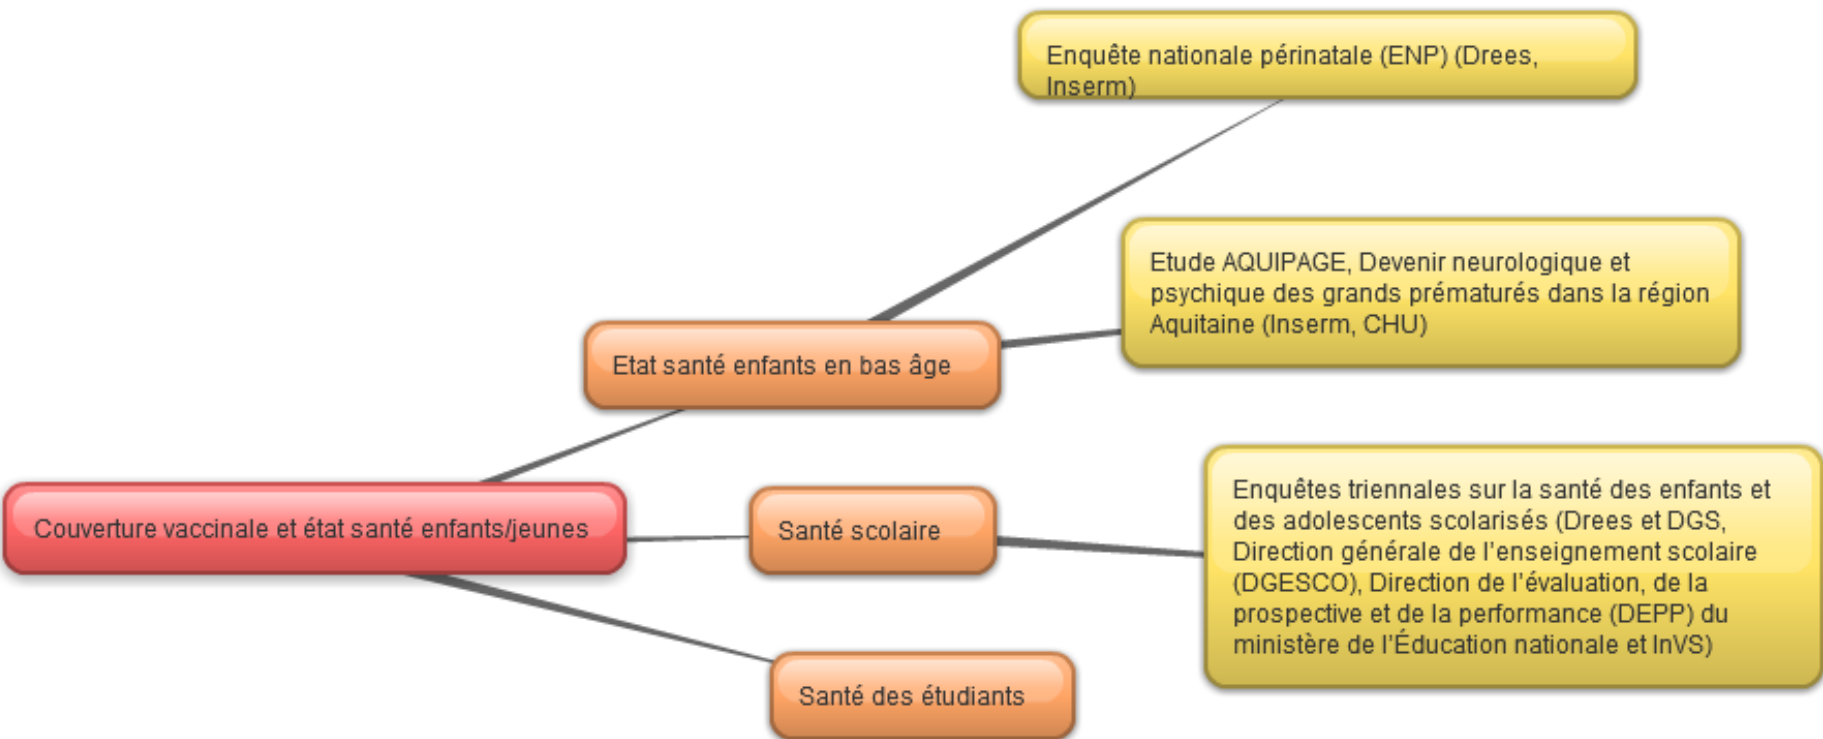 Enquête nationale périnatale (ENP) (Drees,
Inserm)
Etude AQUIPAGE, Devenir neurologique et
psychique des grands prématurés dans la région
Aquitaine (Inserm, CHU)
Etat santé enfants en bas âge
Couverture vaccinale et état santé enfants/jeunes
Santé scolaire
Enquêtes triennales sur la santé des enfants et
des adolescents scolarisés (Drees et DGS,
Direction générale de l'enseignement scolaire
(DGESCO), Direction de l'évaluation, de la
prospective et de la performance (DEPP) du
ministère de l'Éducation nationale et InVS)
Santé des étudiants